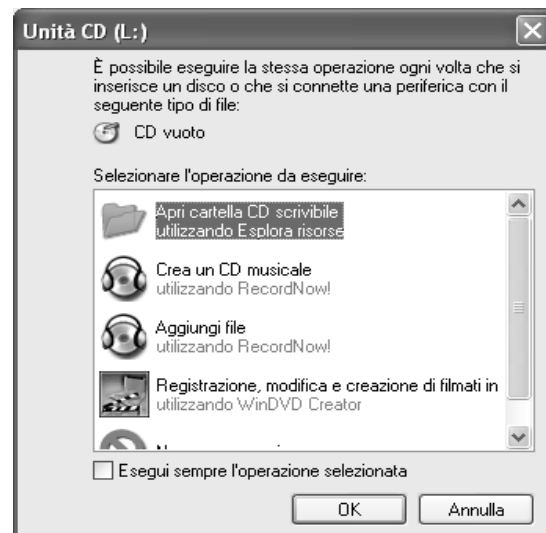 Unità CD (L:)
È possibile eseguire la stessa operazione ogni volta che si
inserisce un disco o che si connette una periferica con il
seguente tipo di file:
CD vuoto
Selezionare l'operazione da eseguire:
Apri cartella CD scrivibile
utilizzando Esplora risorse
Crea un CD musicale
utilizzando RecordNow!
Aggiungi file
utilizzando RecordNow!
Registrazione, modifica e creazione di filmati in
utilizzando WinDVD Creator
Esegui sempre l'operazione selezionata
OK
Annulla